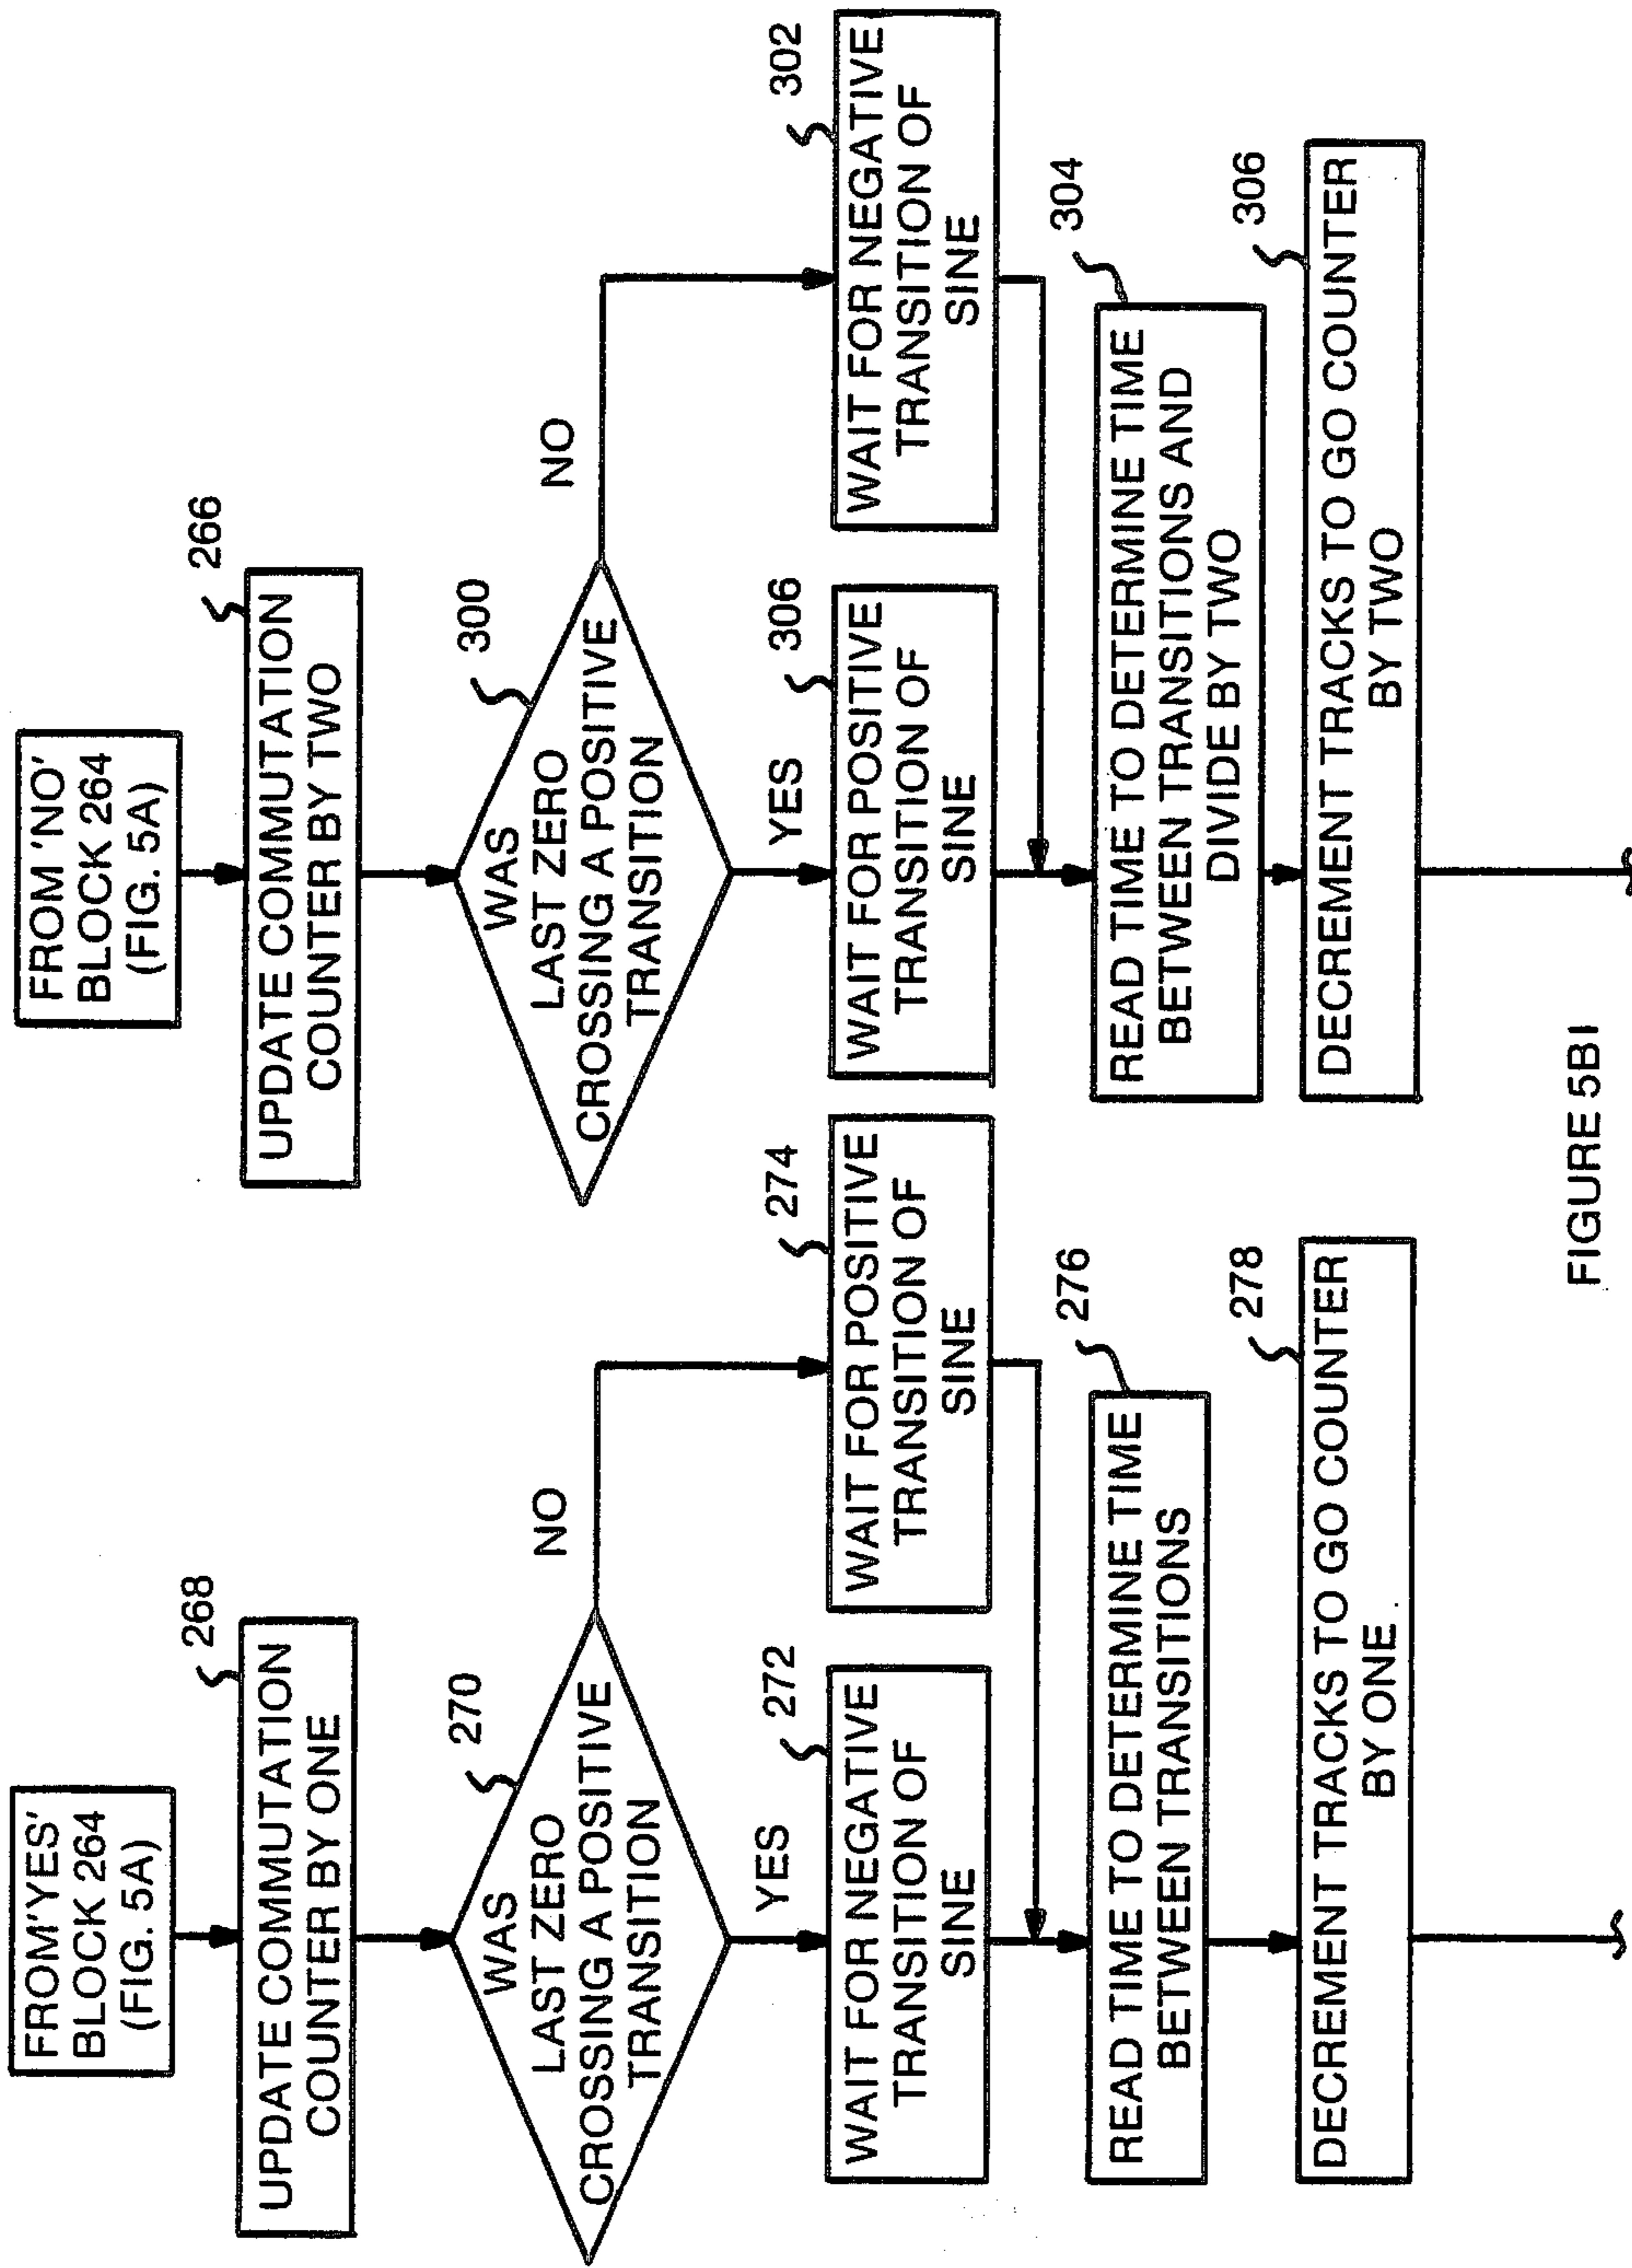 FROM'YES'
BLOCK 264
(FIG. 5A)
268
UPDATE COMMUTATION
COUNTER BY ONE
270
WAS
LAST ZERO
CROSSING A POSITIVE
TRANSITION
NO
YES
272
WAIT FOR NEGATIVE
TRANSITION OF
SINE
274
WAIT FOR POSITIVE
TRANSITION OF
SINE
276
READ TIME TO DETERMINE TIME
BETWEEN TRANSITIONS
278
DECREMENT TRACKS TO GO COUNTER
BY ONE
FROM 'NO'
BLOCK 264
(FIG. 5A)
266
UPDATE COMMUTATION
COUNTER BY TWO
300
WAS
LAST ZERO
CROSSING A POSITIVE
TRANSITION
NO
YES
306
WAIT FOR POSITIVE
TRANSITION OF
SINE
302
WAIT FOR NEGATIVE
TRANSITION OF
SINE
304
READ TIME TO DETERMINE TIME
BETWEEN TRANSITIONS AND
DIVIDE BY TWO
306
DECREMENT TRACKS TO GO COUNTER
BY TWO
FIGURE 5B1